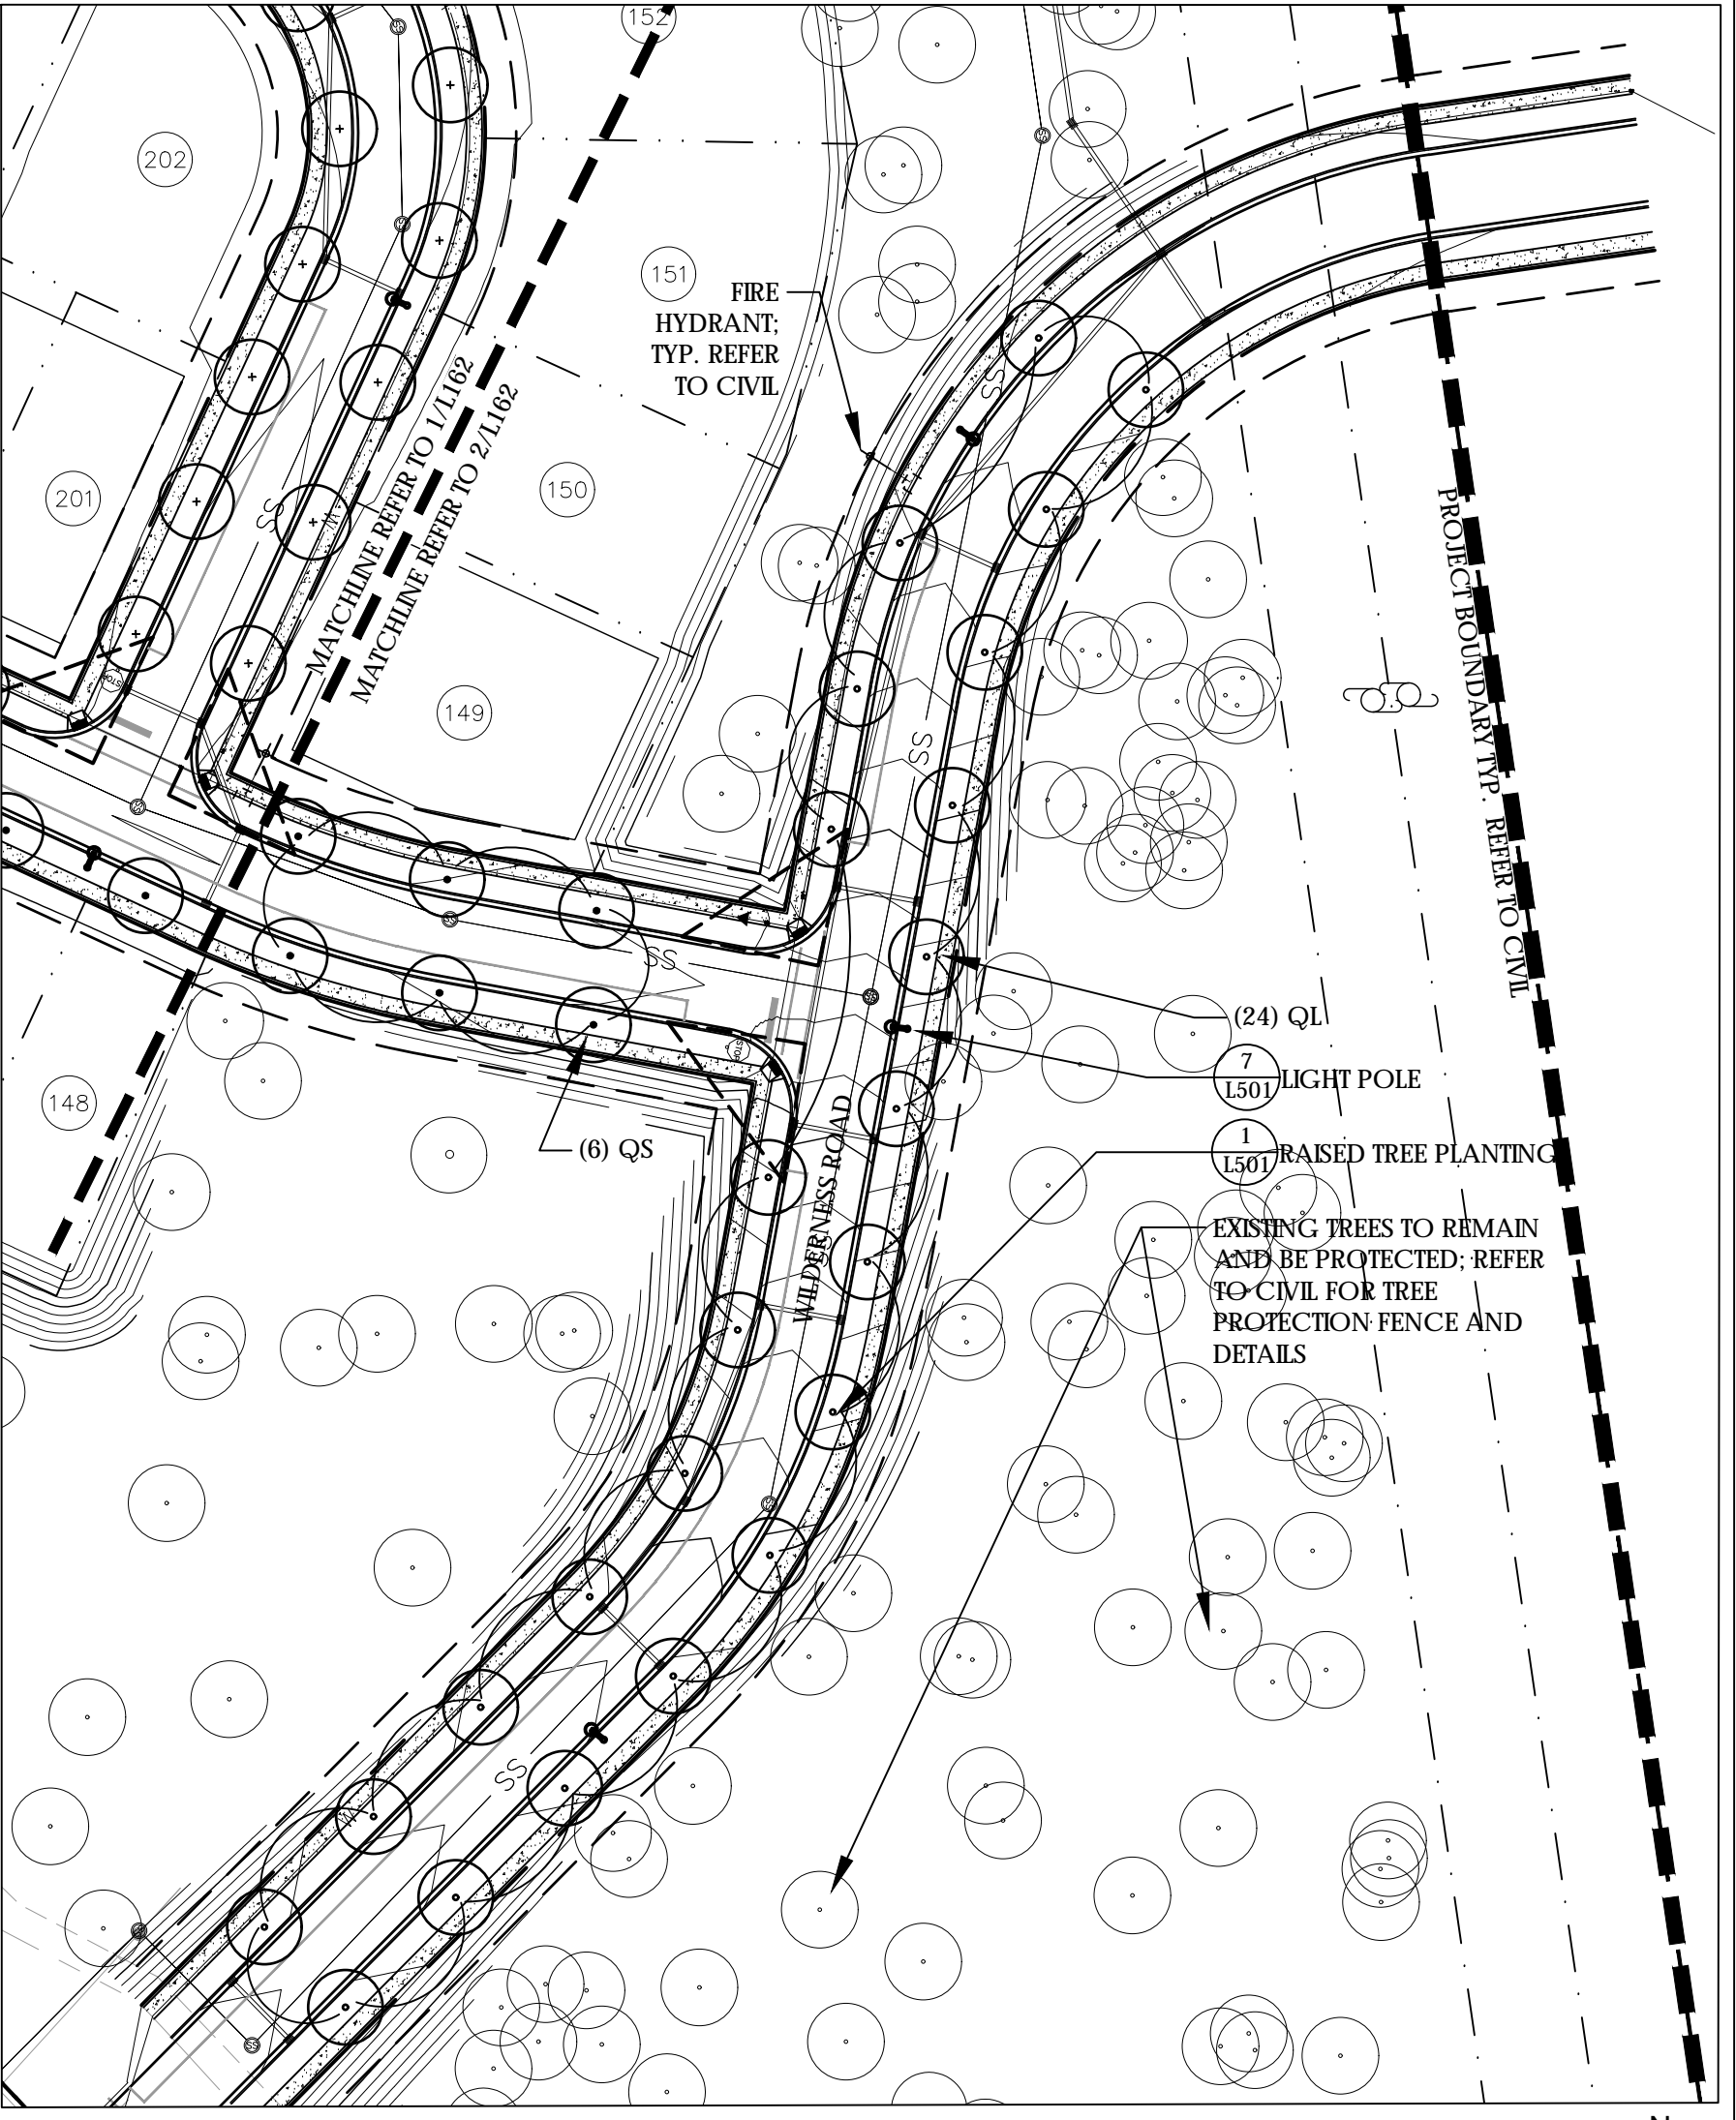 152
202
151
FIRE
HYDRANT;
TYP. REFER
TO CIVIL
SS
201
SS
W
MATCHLINE REFER TO 1/L162
MATCHLINE REFER TO 2/L162
150
PROJECT BOUNDARY TYP. REFER TO CIVIL
STOP
149
SS
SS
STOP
(24) QL
7
L501
LIGHT POLE
148
(6) QS
WILDERNESS ROAD
1
L501
RAISED TREE PLANTING
EXISTING TREES TO REMAIN
AND BE PROTECTED; REFER
TO CIVIL FOR TREE
PROTECTION FENCE AND
DETAILS
SS
W
N